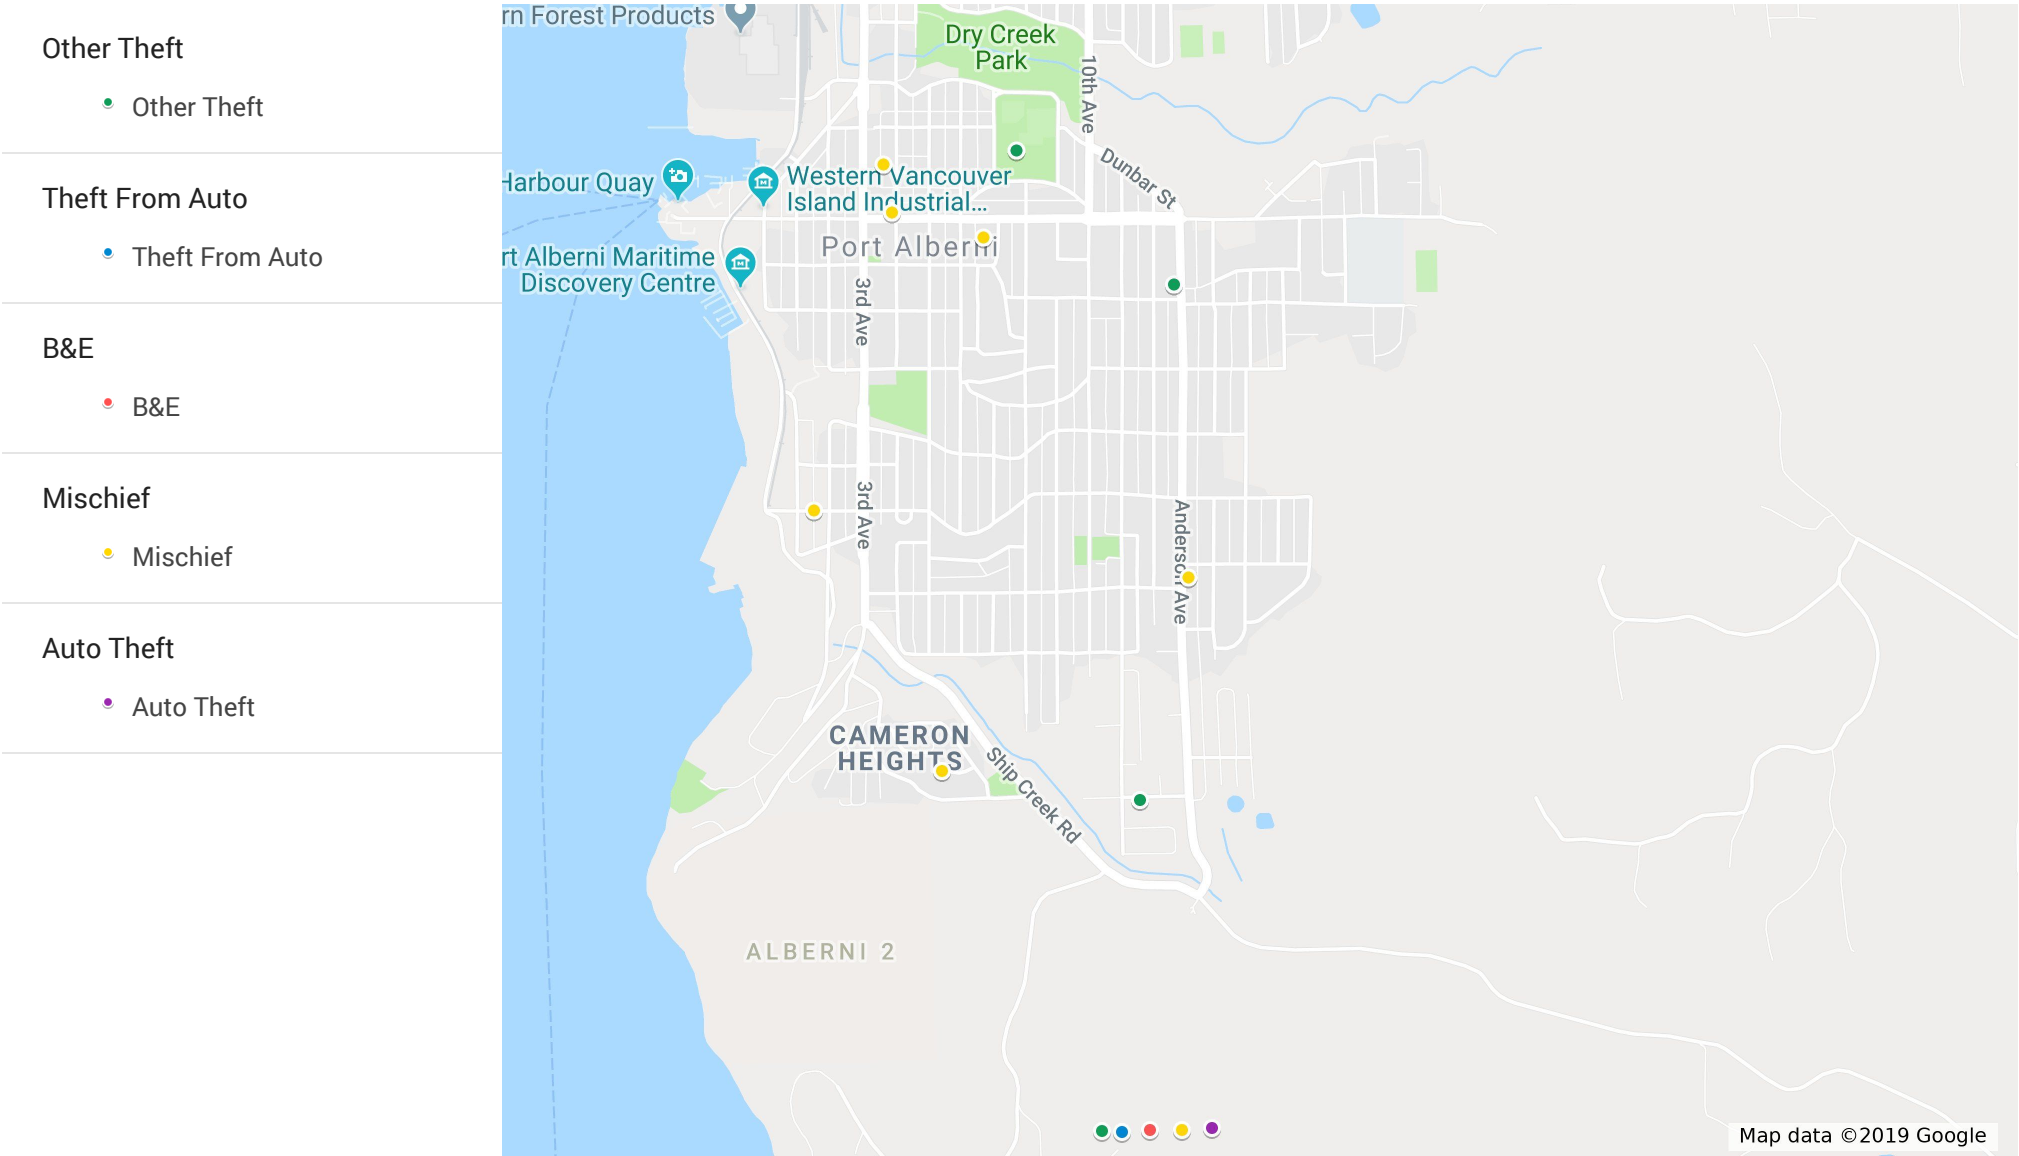 Other Theft
Other Theft
Theft From Auto
Theft From Auto
B&E
B&E
Mischief
Mischief
Auto Theft
Auto Theft
rn Forest Products
Dry Creek
Park
10th Ave
Dunbar St
Harbour Quay
Western Vancouver
Island Industrial...
Port Alberni
rt Alberni Maritime
Discovery Centre
3rd Ave
3rd Ave
Anderson Ave
CAMERON
HEIGHTS
Ship Creek Rd
ALBERNI 2
Map data ©2019 Google